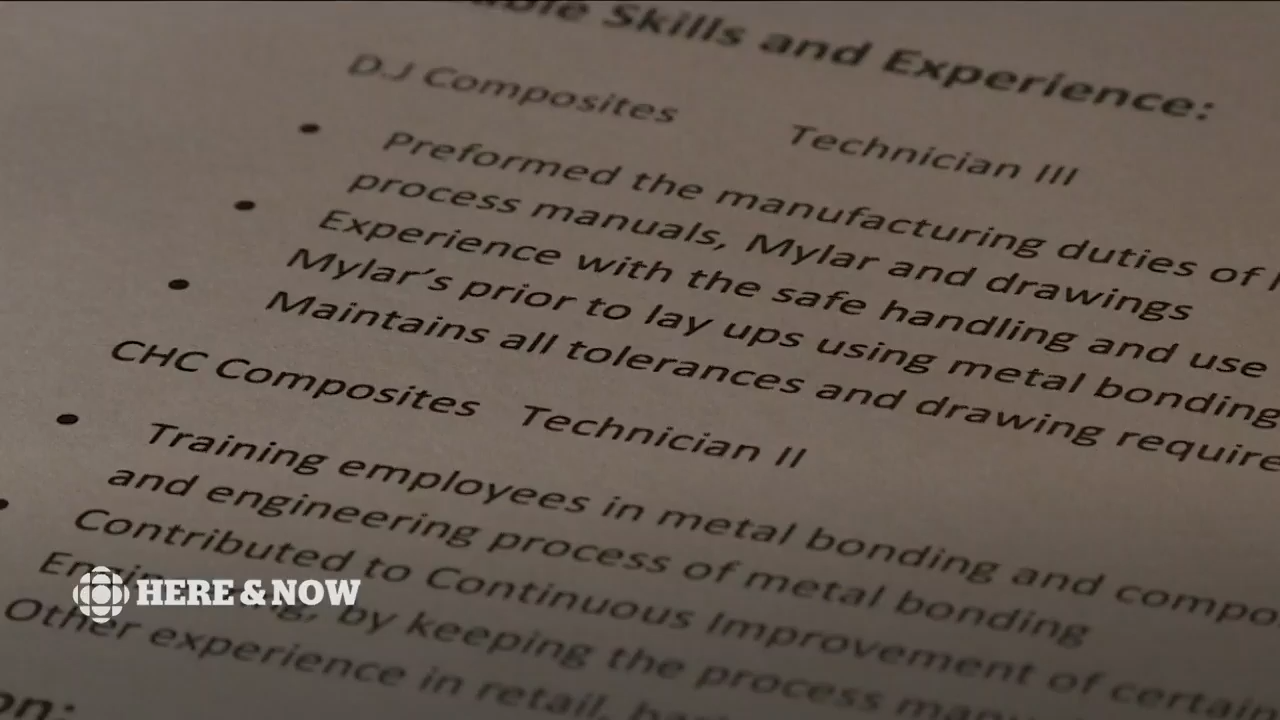 Skills and Experience:
DJ Composites Technician III
• Preformed the manufacturing duties of
process manuals, Mylar and drawings
• Experience with the safe handling and use
Mylar's prior to lay ups using metal bonding
• Maintains all tolerances and drawing
CHC Composites Technician II
• Training employees in metal bonding and
and engineering process of metal bonding
• Contributed to Continuous Improvement of certain
by keeping the process
Other experience in retail,
HERE & NOW